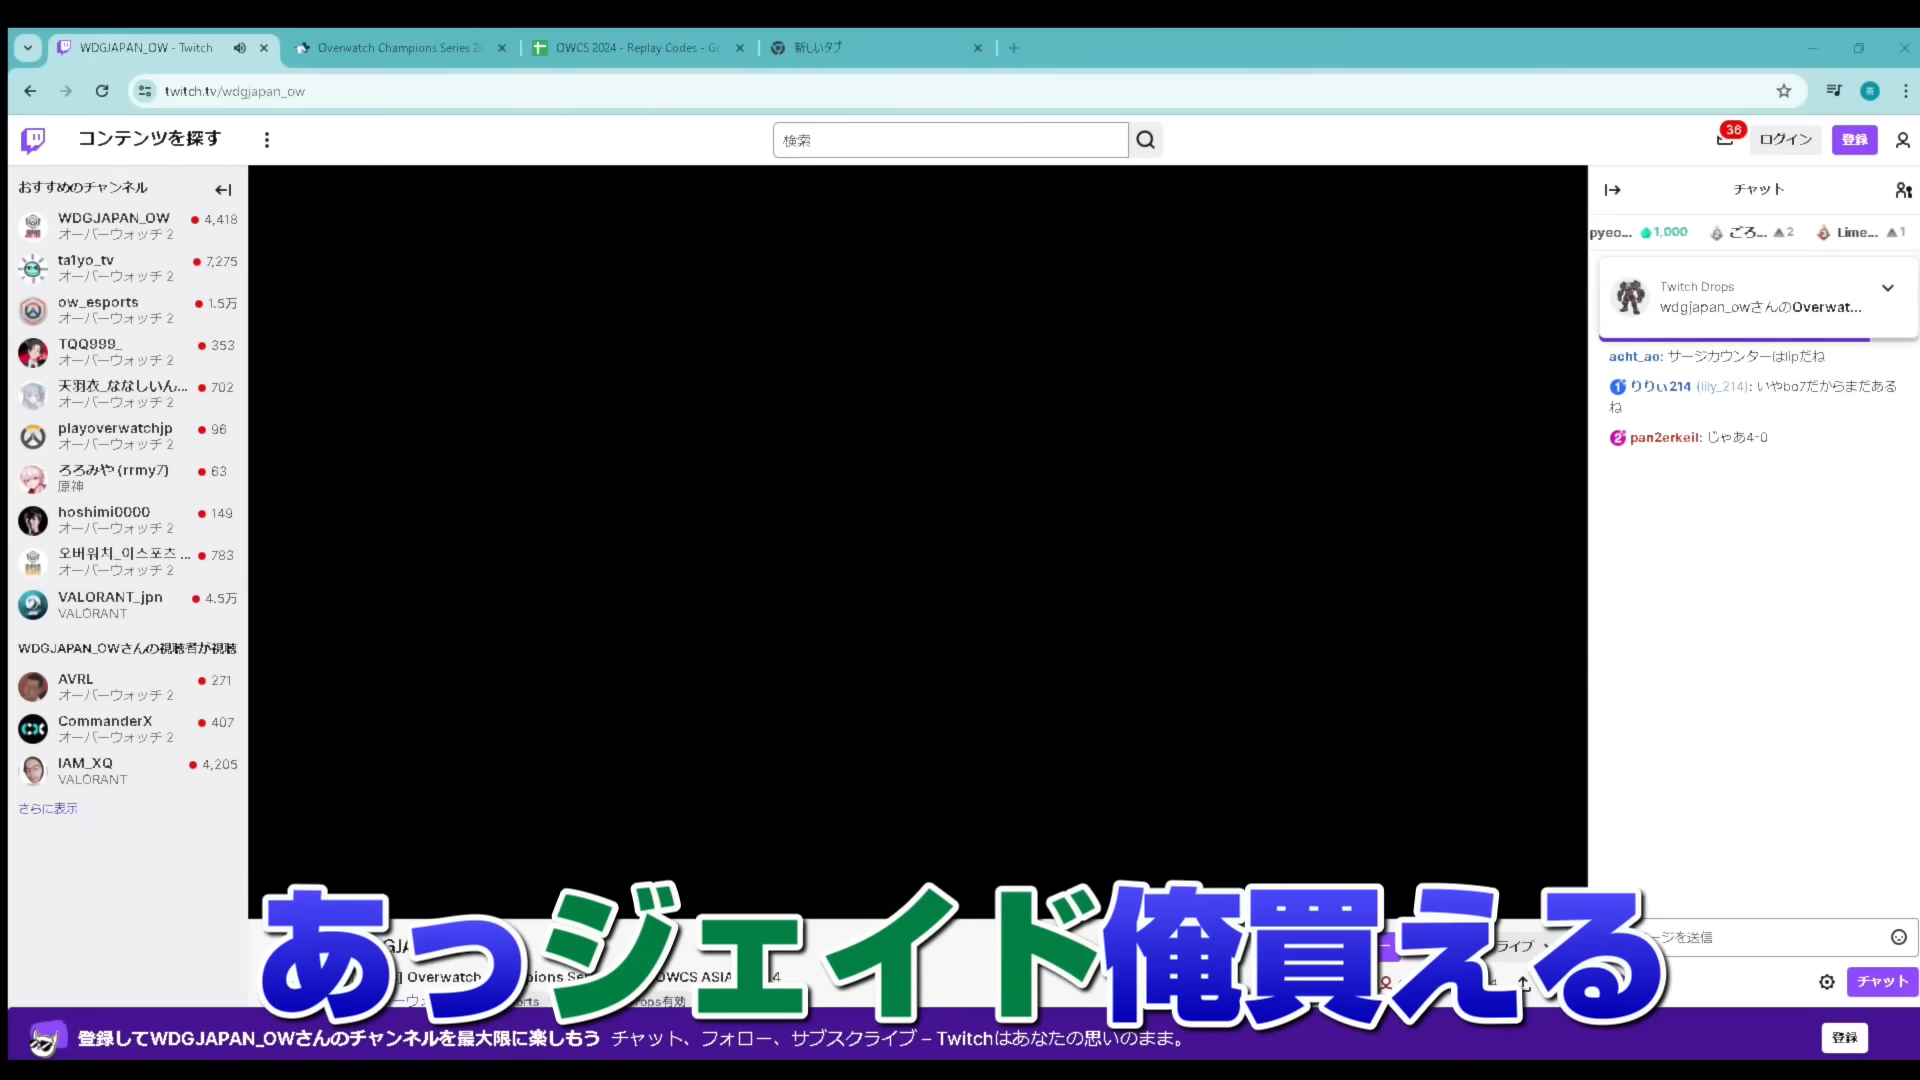 WDGJAPAN_OW - Twitch
Overwatch Champions Series 2
OWCS 2024 - Replay Codes - Go
新しいタブ
twitch.tv/wdgjapan_ow
コンテンツを探す
検索
36
ログイン
登録
おすすめのチャンネル
WDGJAPAN_OW 4,418
オーバーウォッチ 2
ta1yo_tv 7,275
オーバーウォッチ 2
ow_esports 1.5万
オーバーウォッチ 2
TQQ999_ 353
オーバーウォッチ 2
天羽衣_ななしいん... 702
オーバーウォッチ 2
playoverwatchjp 96
オーバーウォッチ 2
ろろみや (rrmy7) 63
原神
hoshimi0000 149
オーバーウォッチ 2
오버워치_이스포츠 ... 783
オーバーウォッチ 2
VALORANT_jpn 4.5万
VALORANT
WDGJAPAN_OWさんの視聴者が視聴
AVRL 271
オーバーウォッチ 2
CommanderX 407
オーバーウォッチ 2
IAM_XQ 4,205
VALORANT
さらに表示
チャット
pyeo... 1,000 ごろ... 2 Lime... 1
Twitch Drops
wdgjapan_owさんのOverwat...
acht_ao: サージカウンターはlipだね
りりぃ214 (lily_214): いやbo7だからまだある
ね
pan2erkeil: じゃあ4-0
あっジェイド俺買える
ライブ
ージを送信
Overwatch
OWCS ASIA
4
ops有効
チャット
登録してWDGJAPAN_OWさんのチャンネルを最大限に楽しもう チャット、フォロー、サブスクライブ – Twitchはあなたの思いのまま。
登録